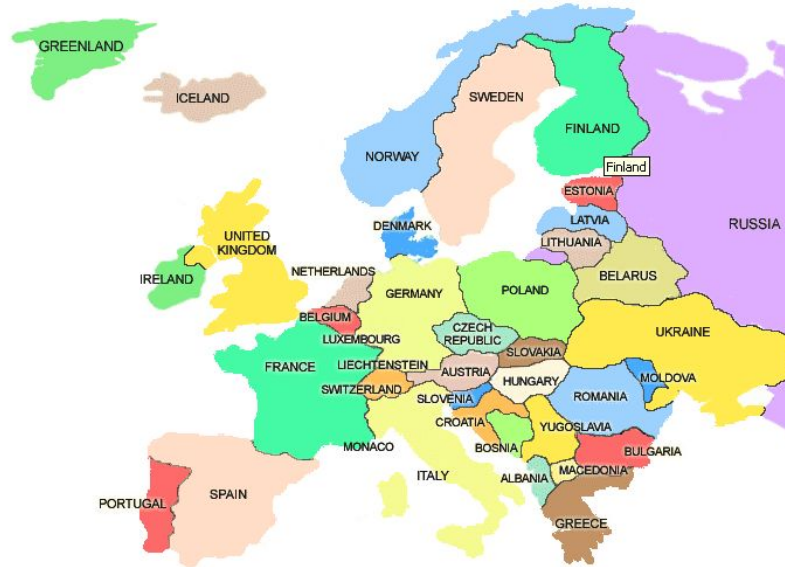 GREENLAND
ICELAND
SWEDEN
NORWAY
FINLAND
Finland
ESTONIA
RUSSIA
LATVIA
DENMARK
LITHUANIA
UNITED
KINGDOM
BELARUS
NETHERLANDS
IRELAND
GERMANY
POLAND
BELGIUM
CZECH
REPUBLIC
UKRAINE
LUXEMBOURG
SLOVAKIA
FRANCE
LIECHTENSTEIN
AUSTRIA
HUNGARY
MOLDOVA
SWITZERLAND
SLOVENIA
ROMANIA
CROATIA
YUGOSLAVIA
MONACO
BOSNIA
BULGARIA
ITALY
ALBANIA
MACEDONIA
SPAIN
PORTUGAL
GREECE